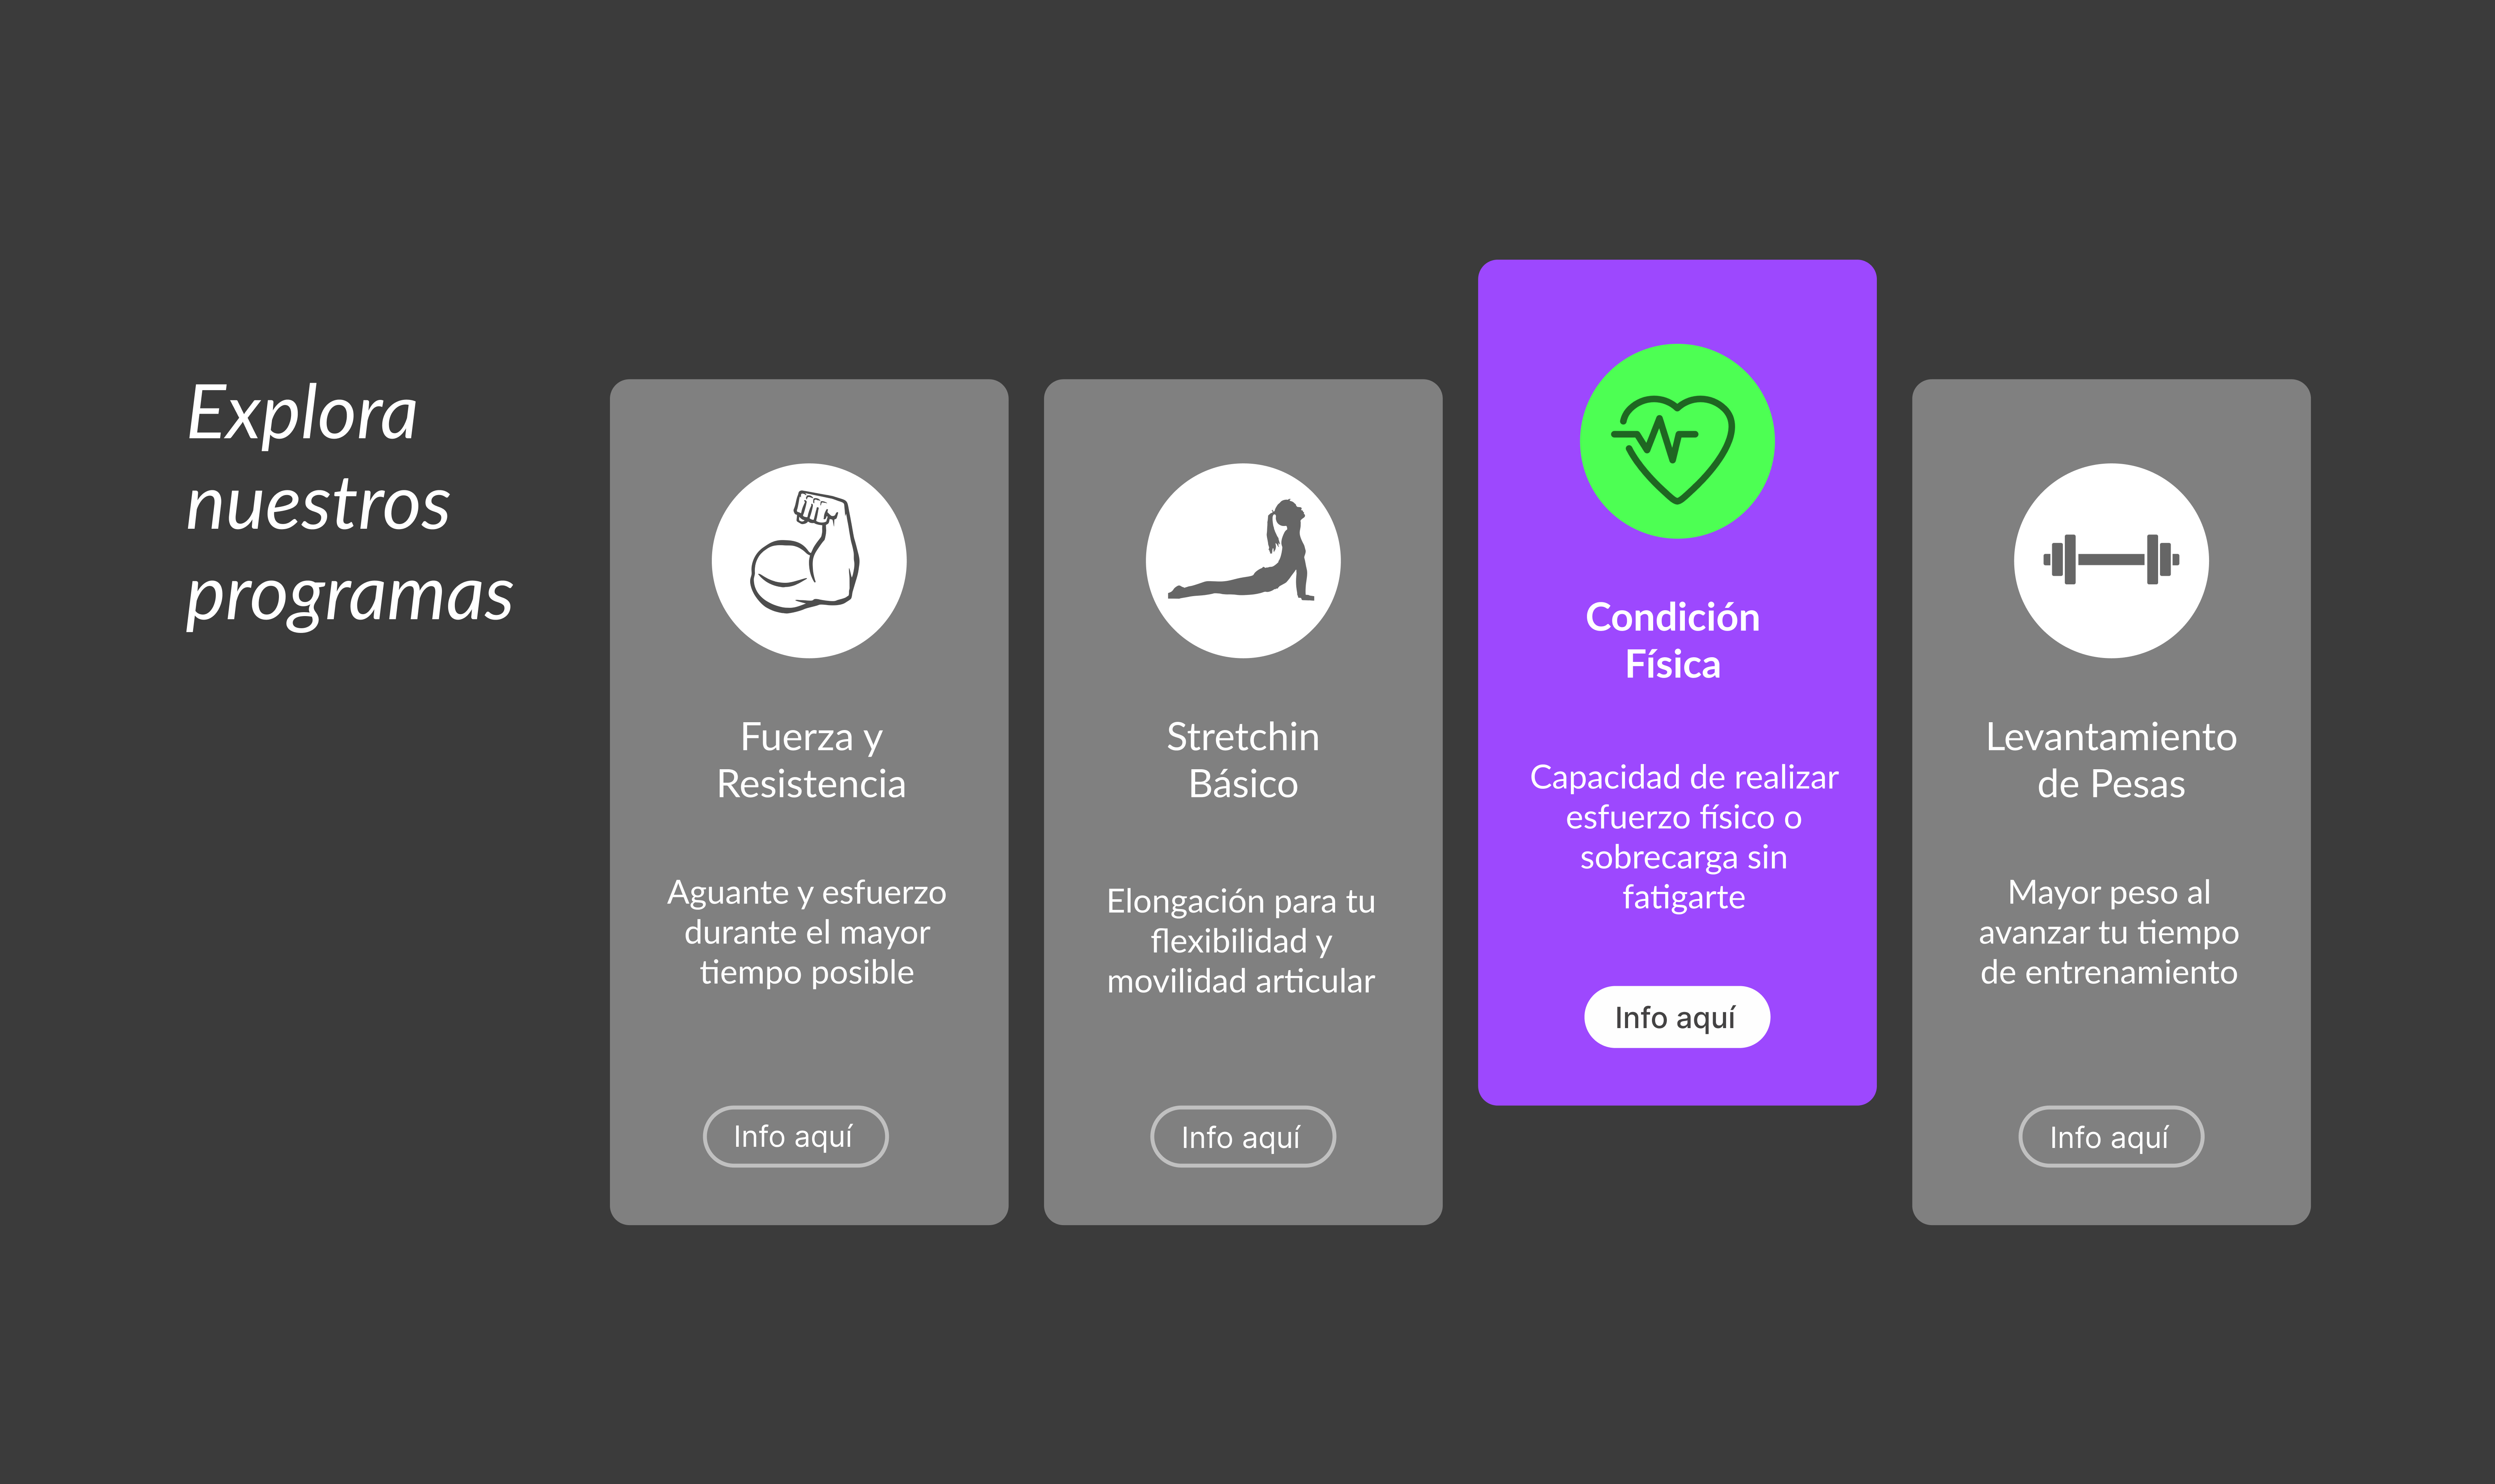 Explora
nuestros
programas
Fuerza y
Resistencia
Aguante y esfuerzo
durante el mayor
tiempo posible
Info aquí
Stretchin
Básico
Elongación para tu
flexibilidad y
movilidad articular
Info aquí
Condición
Física
Capacidad de realizar
esfuerzo físico o
sobrecarga sin
fatigarte
Info aquí
Levantamiento
de Pesas
Mayor peso al
avanzar tu tiempo
de entrenamiento
Info aquí